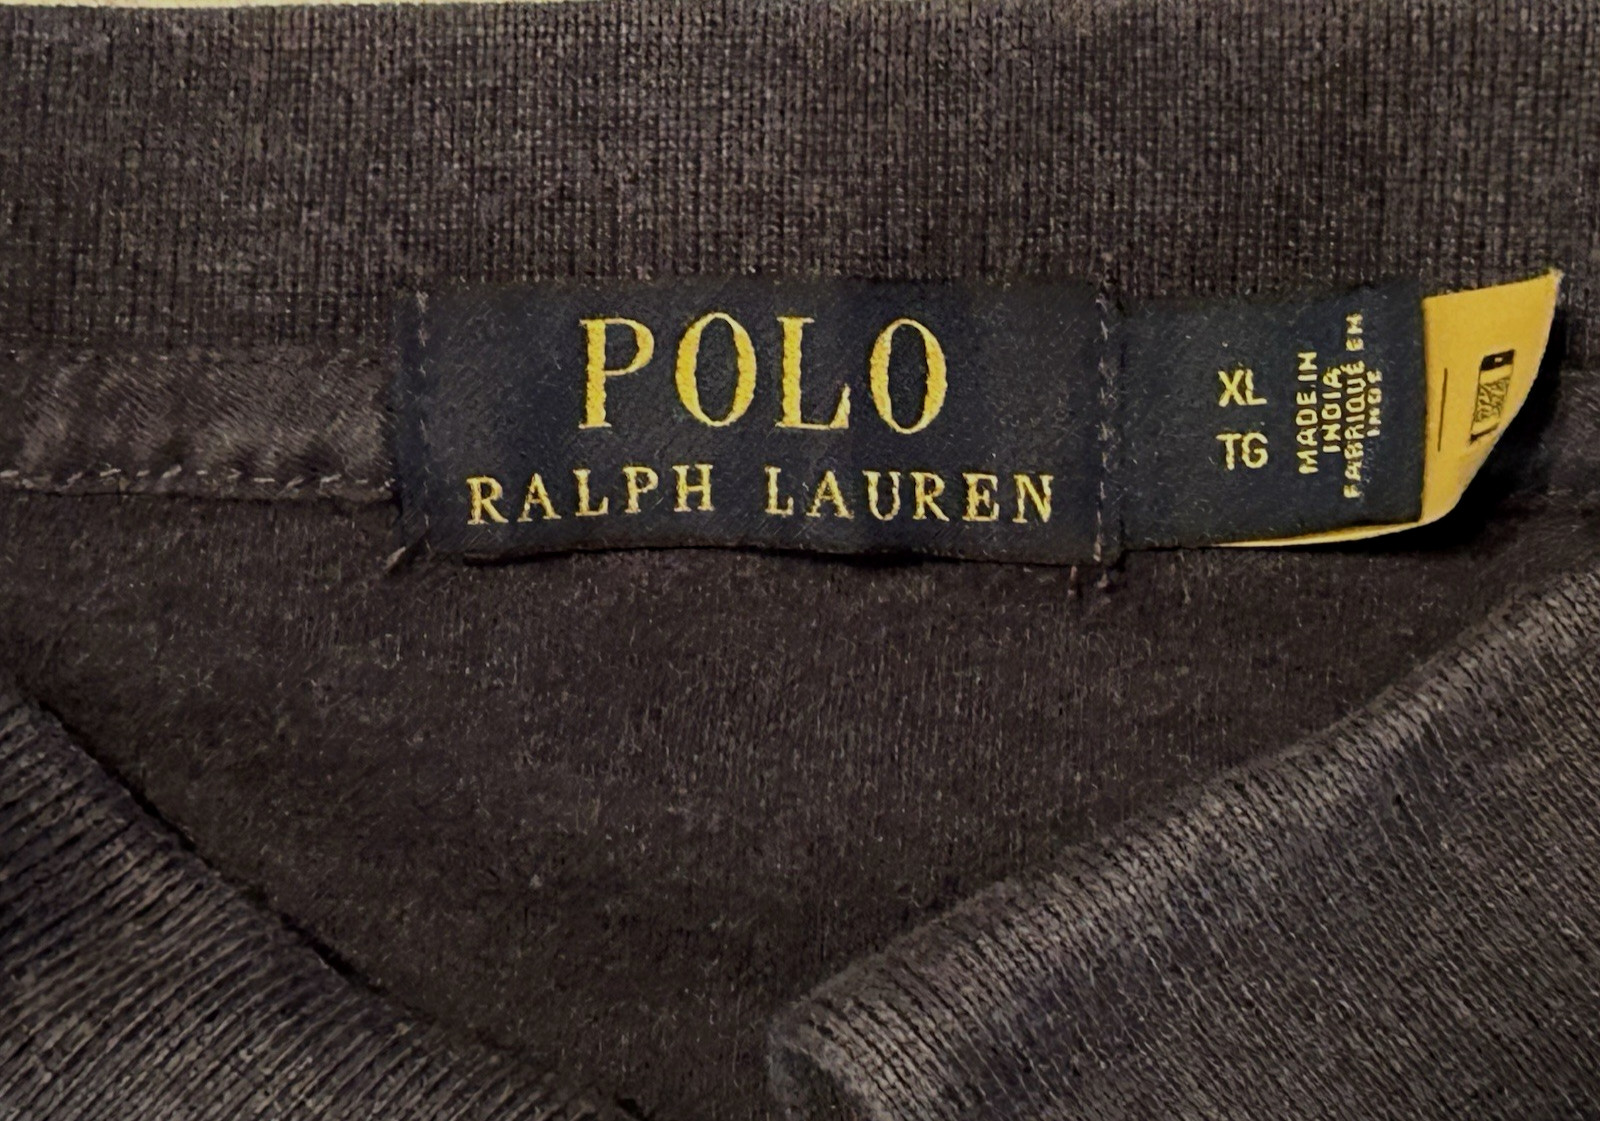 POLO
RALPH LAUREN
XL
TG
MADE IN
INDIA
FABRIQUÉ EN
INDE